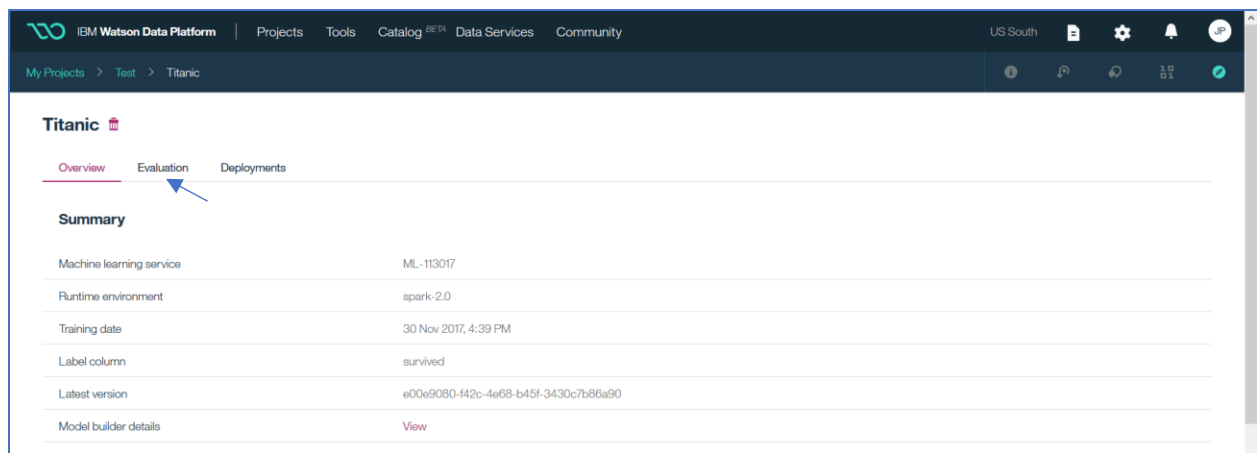 IBM Watson Data Platform | Projects Tools Catalog BETA Data Services Community US South JP
My Projects > Test > Titanic
Titanic
Overview Evaluation Deployments
Summary
Machine learning service ML-113017
Runtime environment spark-2.0
Training date 30 Nov 2017, 4:39 PM
Label column survived
Latest version e00e9080-f42c-4e68-b45f-3430c7b86a90
Model builder details View